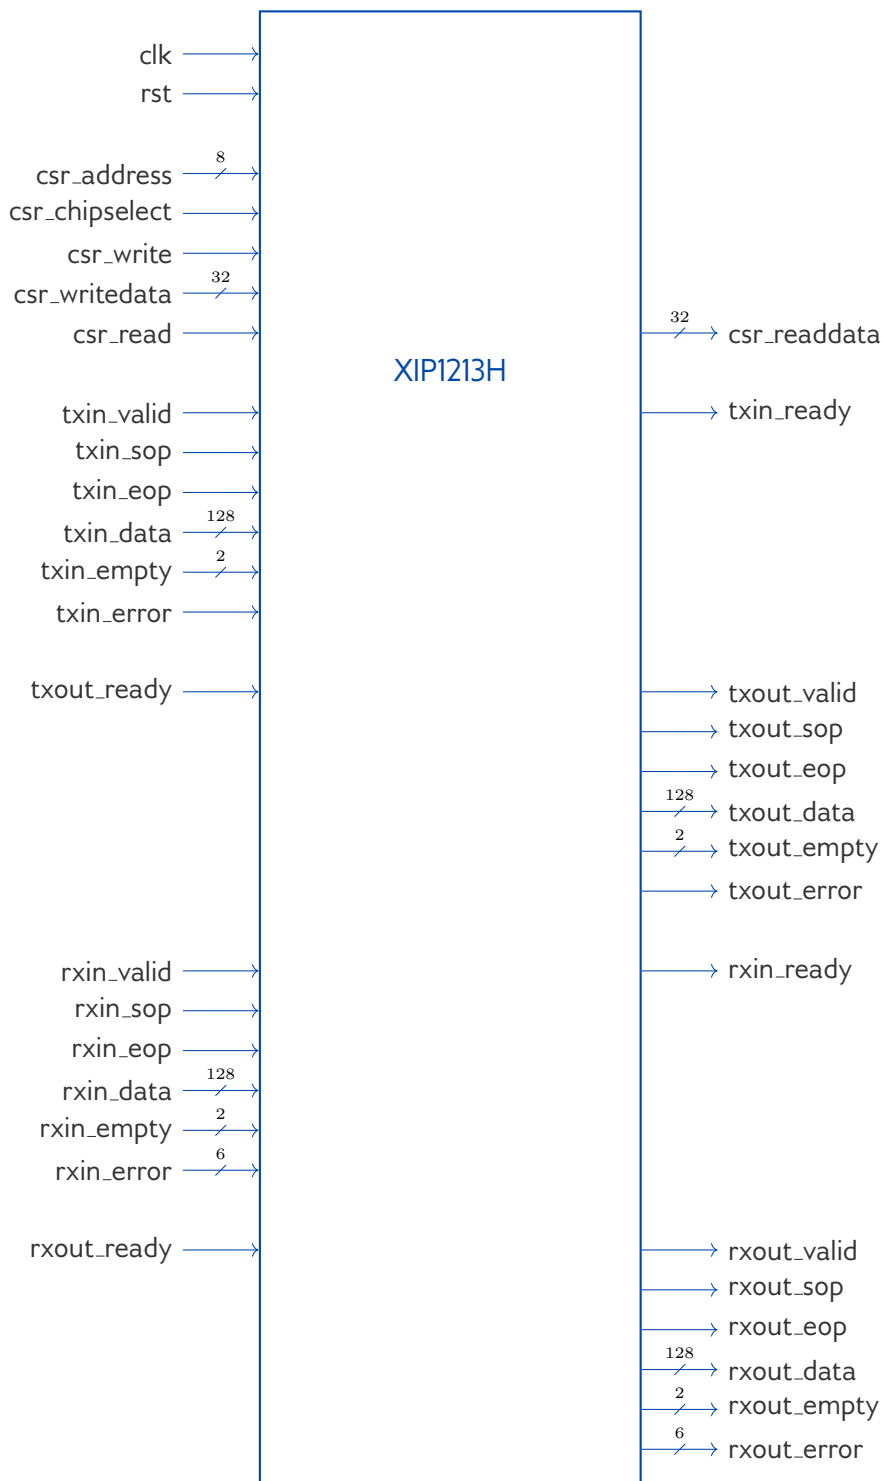 clk
rst
8
csr_address
csr_chipselect
csr_write
32
csr_writedata
32
csr_read
csr_readdata
XIP1213H
txin_valid
txin_ready
txin_sop
txin_eop
128
txin_data
2
txin_empty
txin_error
txout_ready
txout_valid
txout_sop
txout_eop
128
txout_data
2
txout_empty
txout_error
rxin_valid
rxin_ready
rxin_sop
rxin_eop
128
rxin_data
2
rxin_empty
6
rxin_error
rxout_ready
rxout_valid
rxout_sop
rxout_eop
128
rxout_data
2
rxout_empty
6
rxout_error